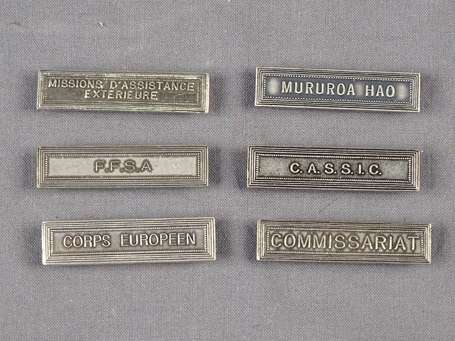 MISSIONS D'ASSISTANCE
EXTERIEURE
MURUROA HAO
F.F.S.A
C.A.S.S.I.C.
CORPS EUROPEEN
COMMISSARIAT